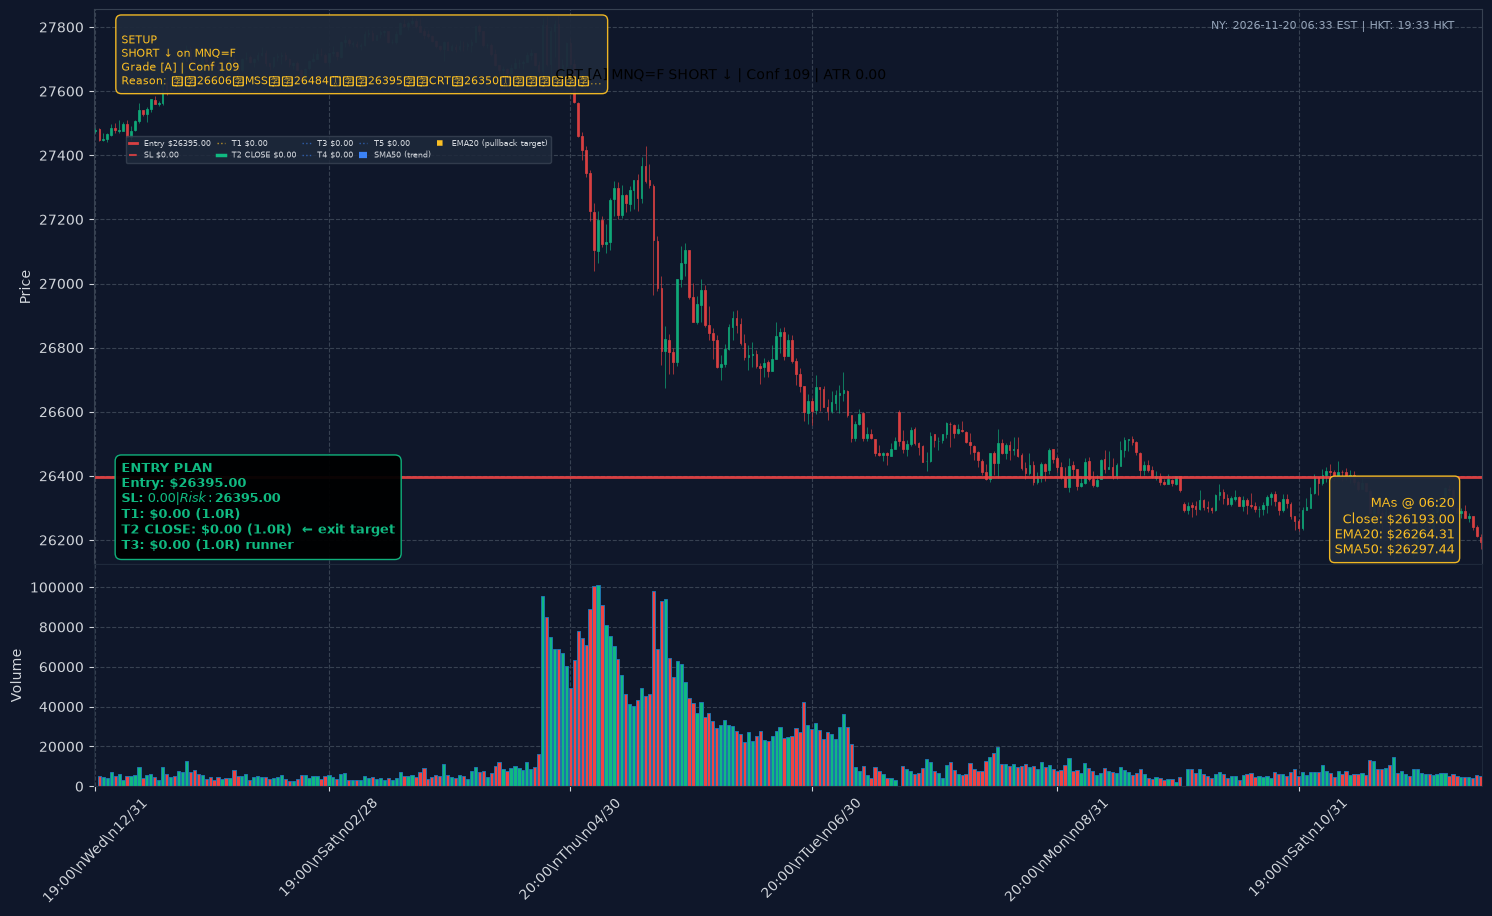 NY: 2026-11-20 06:33 EST | HKT: 19:33 HKT
SETUP
SHORT ↓ on MNQ=F
Grade [A] | Conf 109
Reason: 26606 MSS 26484 26395 CRT 26350 ...
CRT [A] MNQ=F SHORT ↓ | Conf 109 | ATR 0.00
Entry $26395.00
SL $0.00
T1 $0.00
T2 CLOSE $0.00
T3 $0.00
T4 $0.00
T5 $0.00
SMA50 (trend)
EMA20 (pullback target)
Price
27800
27600
27400
27200
27000
26800
26600
26400
26200
ENTRY PLAN
Entry: $26395.00
SL: 0.00|Risk: 26395.00
T1: $0.00 (1.0R)
T2 CLOSE: $0.00 (1.0R) ← exit target
T3: $0.00 (1.0R) runner
MAs @ 06:20
Close: $26193.00
EMA20: $26264.31
SMA50: $26297.44
Volume
100000
80000
60000
40000
20000
0
19:00\nWed\n12/31
19:00\nSat\n02/28
20:00\nThu\n04/30
20:00\nTue\n06/30
20:00\nMon\n08/31
19:00\nSat\n10/31